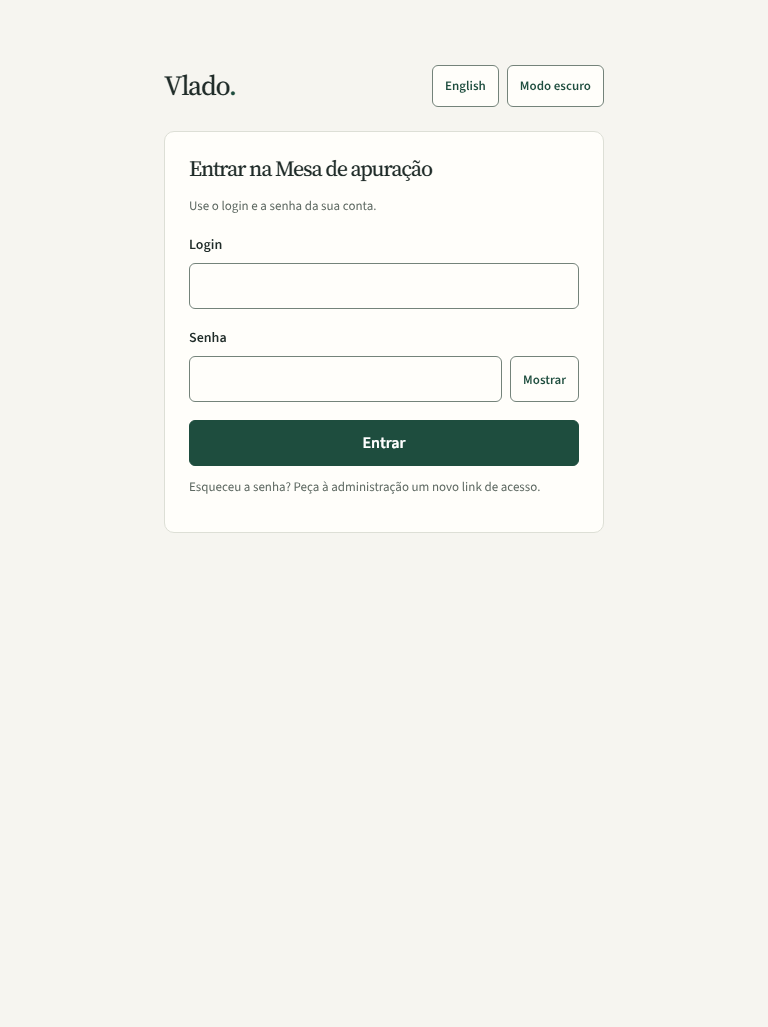 Vlado.
English
Modo escuro
Entrar na Mesa de apuração
Use o login e a senha da sua conta.
Login
Senha
Mostrar
Entrar
Esqueceu a senha? Peça à administração um novo link de acesso.